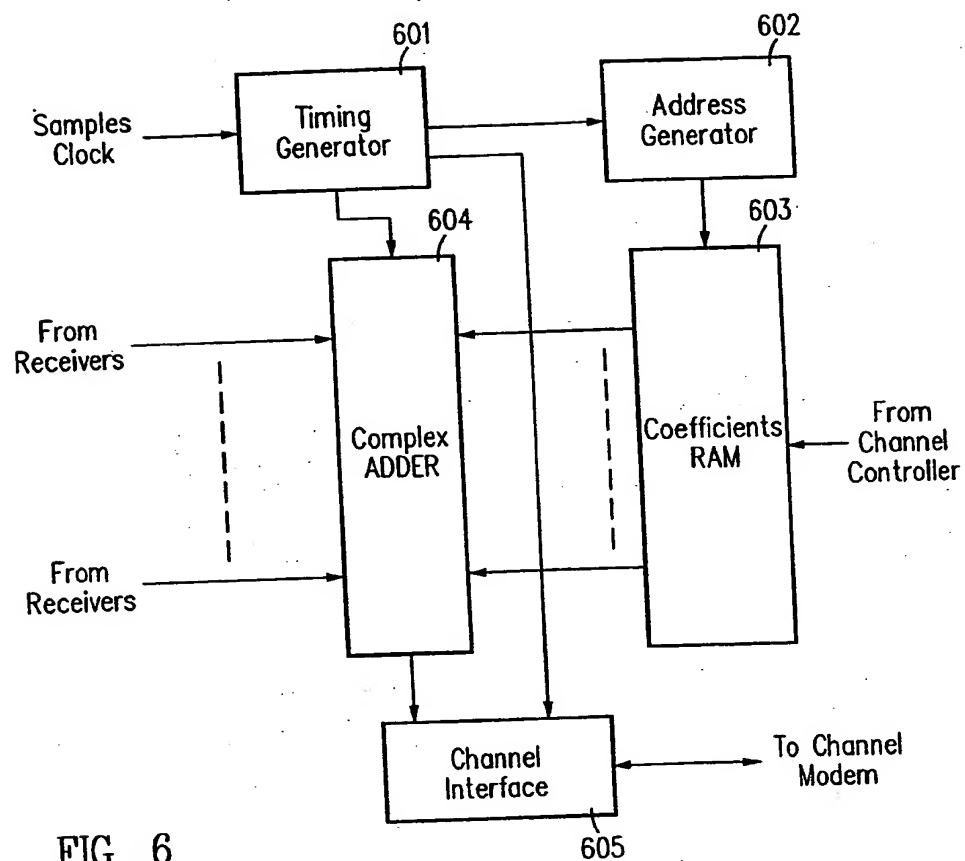 601
602
Samples
Clock
Timing
Generator
Address
Generator
604
603
From
Receivers
Complex
ADDER
Coefficients
RAM
From
Channel
Controller
From
Receivers
Channel
Interface
To Channel
Modem
605
FIG. 6